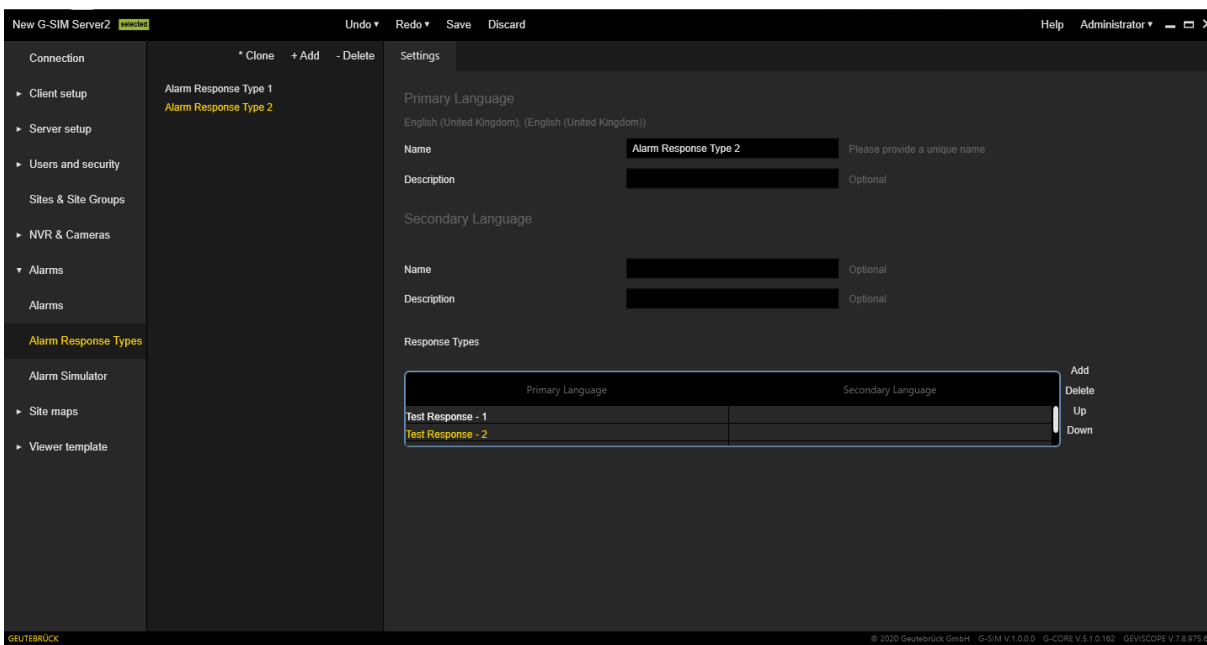 New G-SIM Server2 selected Undo ▾ Redo ▾ Save Discard Help Administrator ▾
Connection * Clone + Add - Delete Settings
▸ Client setup
▸ Server setup
▸ Users and security
Sites & Site Groups
▸ NVR & Cameras
▾ Alarms
Alarms
Alarm Response Types
Alarm Simulator
▸ Site maps
▸ Viewer template
Alarm Response Type 1
Alarm Response Type 2
Primary Language
English (United Kingdom), (English (United Kingdom))
Name Alarm Response Type 2 Please provide a unique name
Description Optional
Secondary Language
Name Optional
Description Optional
Response Types
Primary Language Secondary Language
Test Response - 1
Test Response - 2
Add
Delete
Up
Down
GEUTEBRÜCK © 2020 Geutebrück GmbH G-SIM V.1.0.0.0 G-CORE V.5.1.0.162 GEVISCOPE V.7.8.975.6